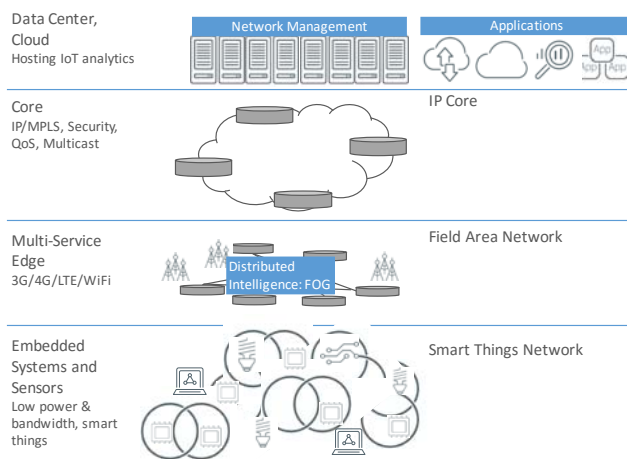 Data Center,
Cloud
Hosting IoT analytics
Network Management
Applications
App
App
App
Core
IP/MPLS, Security,
QoS, Multicast
IP Core
Multi-Service
Edge
3G/4G/LTE/WiFi
Distributed
Intelligence: FOG
Field Area Network
Embedded
Systems and
Sensors
Low power &
bandwidth, smart
things
Smart Things Network